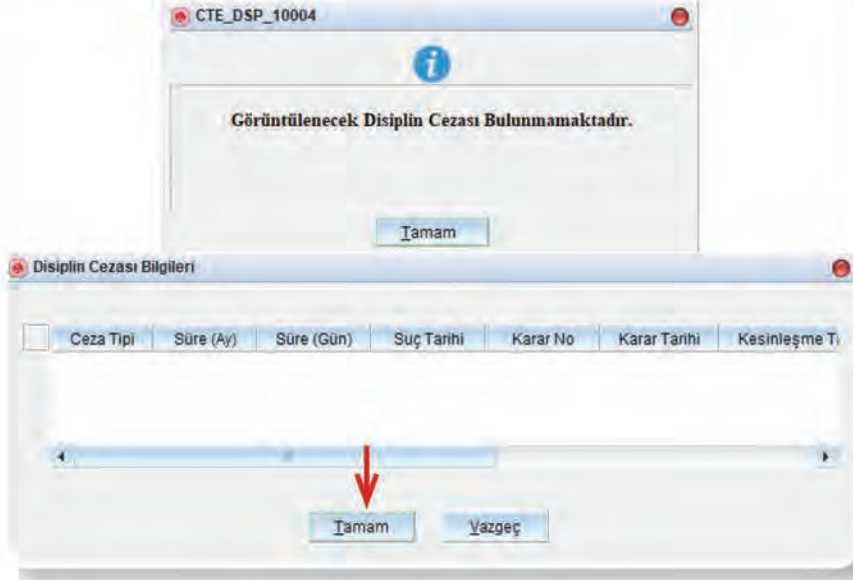 CTE_DSP_10004
Görüntülenecek Disiplin Cezası Bulunmamaktadır.
Tamam
Disiplin Cezası Bilgileri
Ceza Tipi Süre (Ay) Süre (Gün) Suç Tarihi Karar No Karar Tarihi Kesinleşme T
Tamam Vazgeç